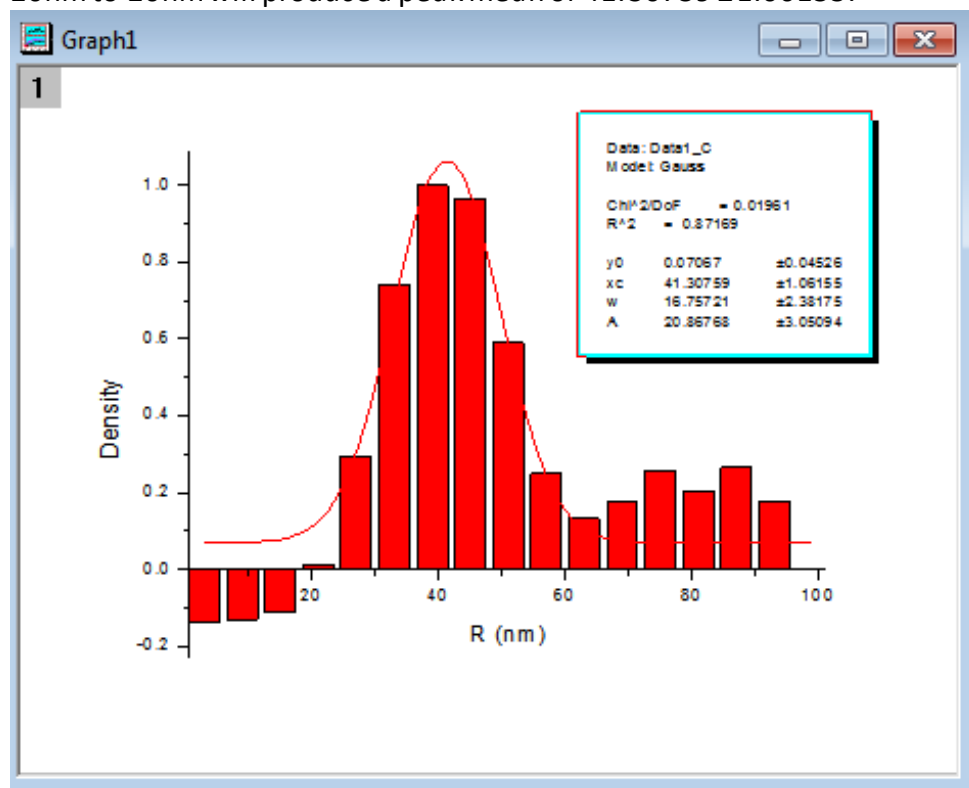 Graph1
1
Data: Data1_C
Model: Gauss
Chi^2/DoF = 0.01961
R^2 = 0.87169
y0 0.07067 ±0.04526
xc 41.30759 ±1.06155
w 16.75721 ±2.38175
A 20.86768 ±3.05094
1.0
0.8
0.6
0.4
0.2
0.0
-0.2
Density
20 40 60 80 100
R (nm)